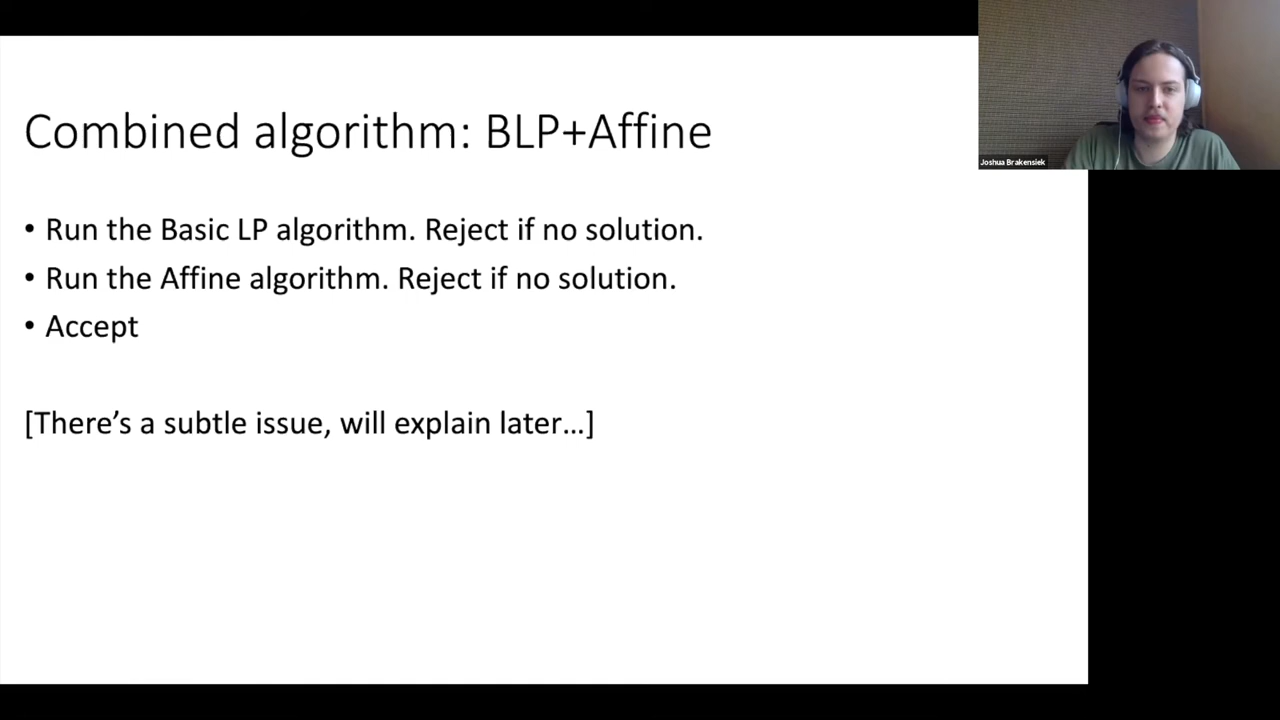 Combined algorithm: BLP+Affine
Joshua Brakensiek
• Run the Basic LP algorithm. Reject if no solution.
• Run the Affine algorithm. Reject if no solution.
• Accept
[There’s a subtle issue, will explain later…]